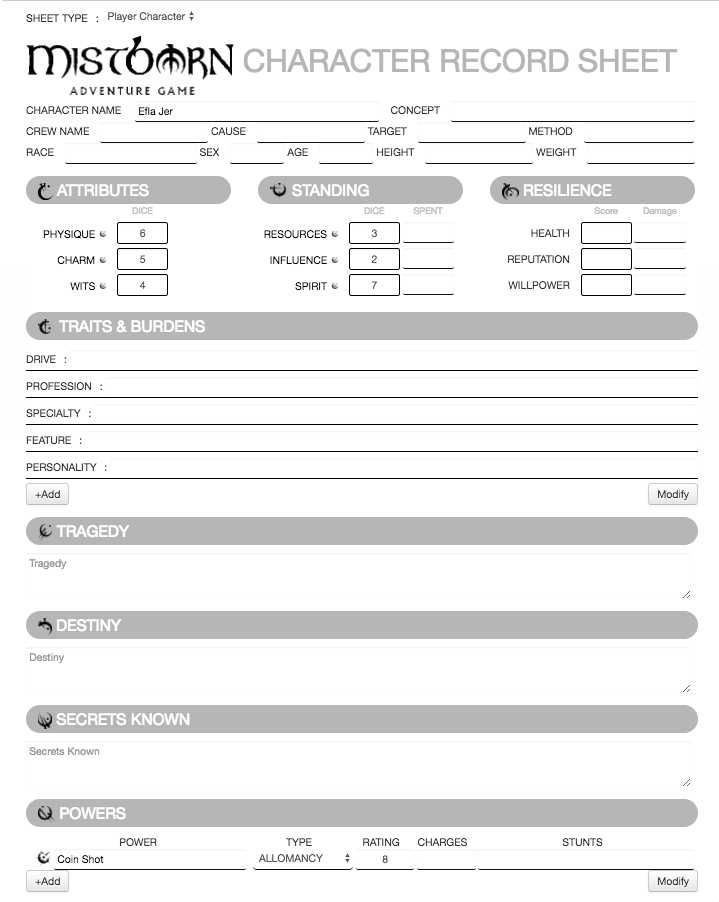 SHEET TYPE : Player Character
MISTBORN CHARACTER RECORD SHEET
ADVENTURE GAME
CHARACTER NAME Efla Jer CONCEPT
CREW NAME CAUSE TARGET METHOD
RACE SEX AGE HEIGHT WEIGHT
ATTRIBUTES STANDING RESILIENCE
DICE DICE SPENT Score Damage
PHYSIQUE 6 RESOURCES 3 HEALTH
CHARM 5 INFLUENCE 2 REPUTATION
WITS 4 SPIRIT 7 WILLPOWER
TRAITS & BURDENS
DRIVE :
PROFESSION :
SPECIALTY :
FEATURE :
PERSONALITY :
+Add Modify
TRAGEDY
Tragedy
DESTINY
Destiny
SECRETS KNOWN
Secrets Known
POWERS
POWER TYPE RATING CHARGES STUNTS
Coin Shot ALLOMANCY 8
+Add Modify